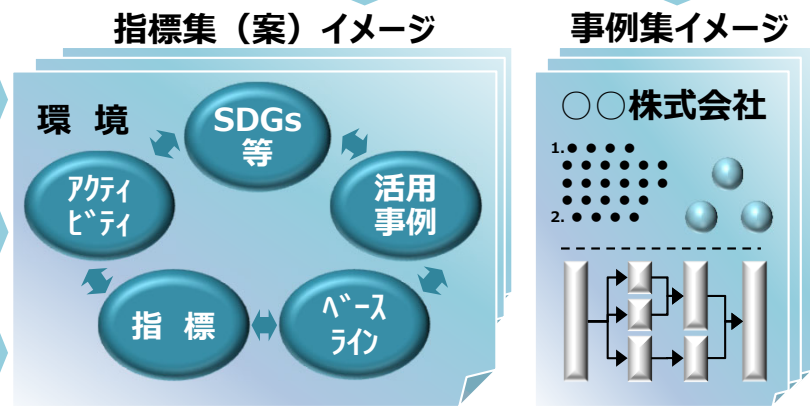 指標集（案）イメージ
環 境
SDGs
等
ｱｸﾃｨ
ﾋﾞﾃｨ
活用
事例
指 標
ﾍﾞｰｽ
ﾗｲﾝ
事例集イメージ
○○株式会社
1.
2.